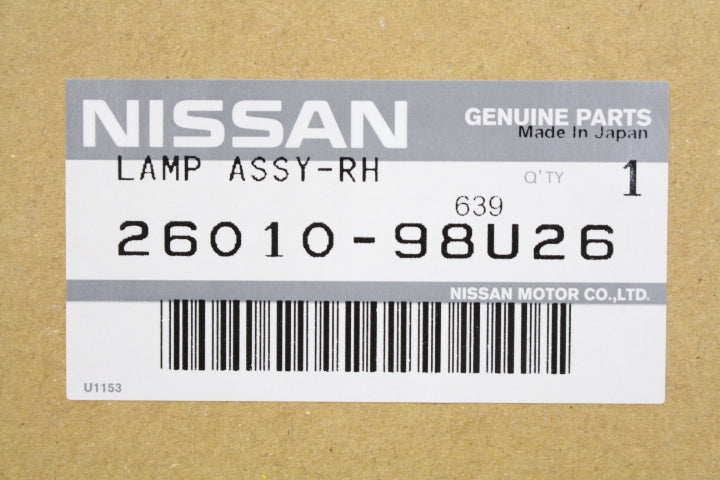 NISSAN
GENUINE PARTS
Made In Japan
LAMP ASSY-RH
Q'TY 1
639
26010-98U26
NISSAN MOTOR CO.,LTD.
U1153